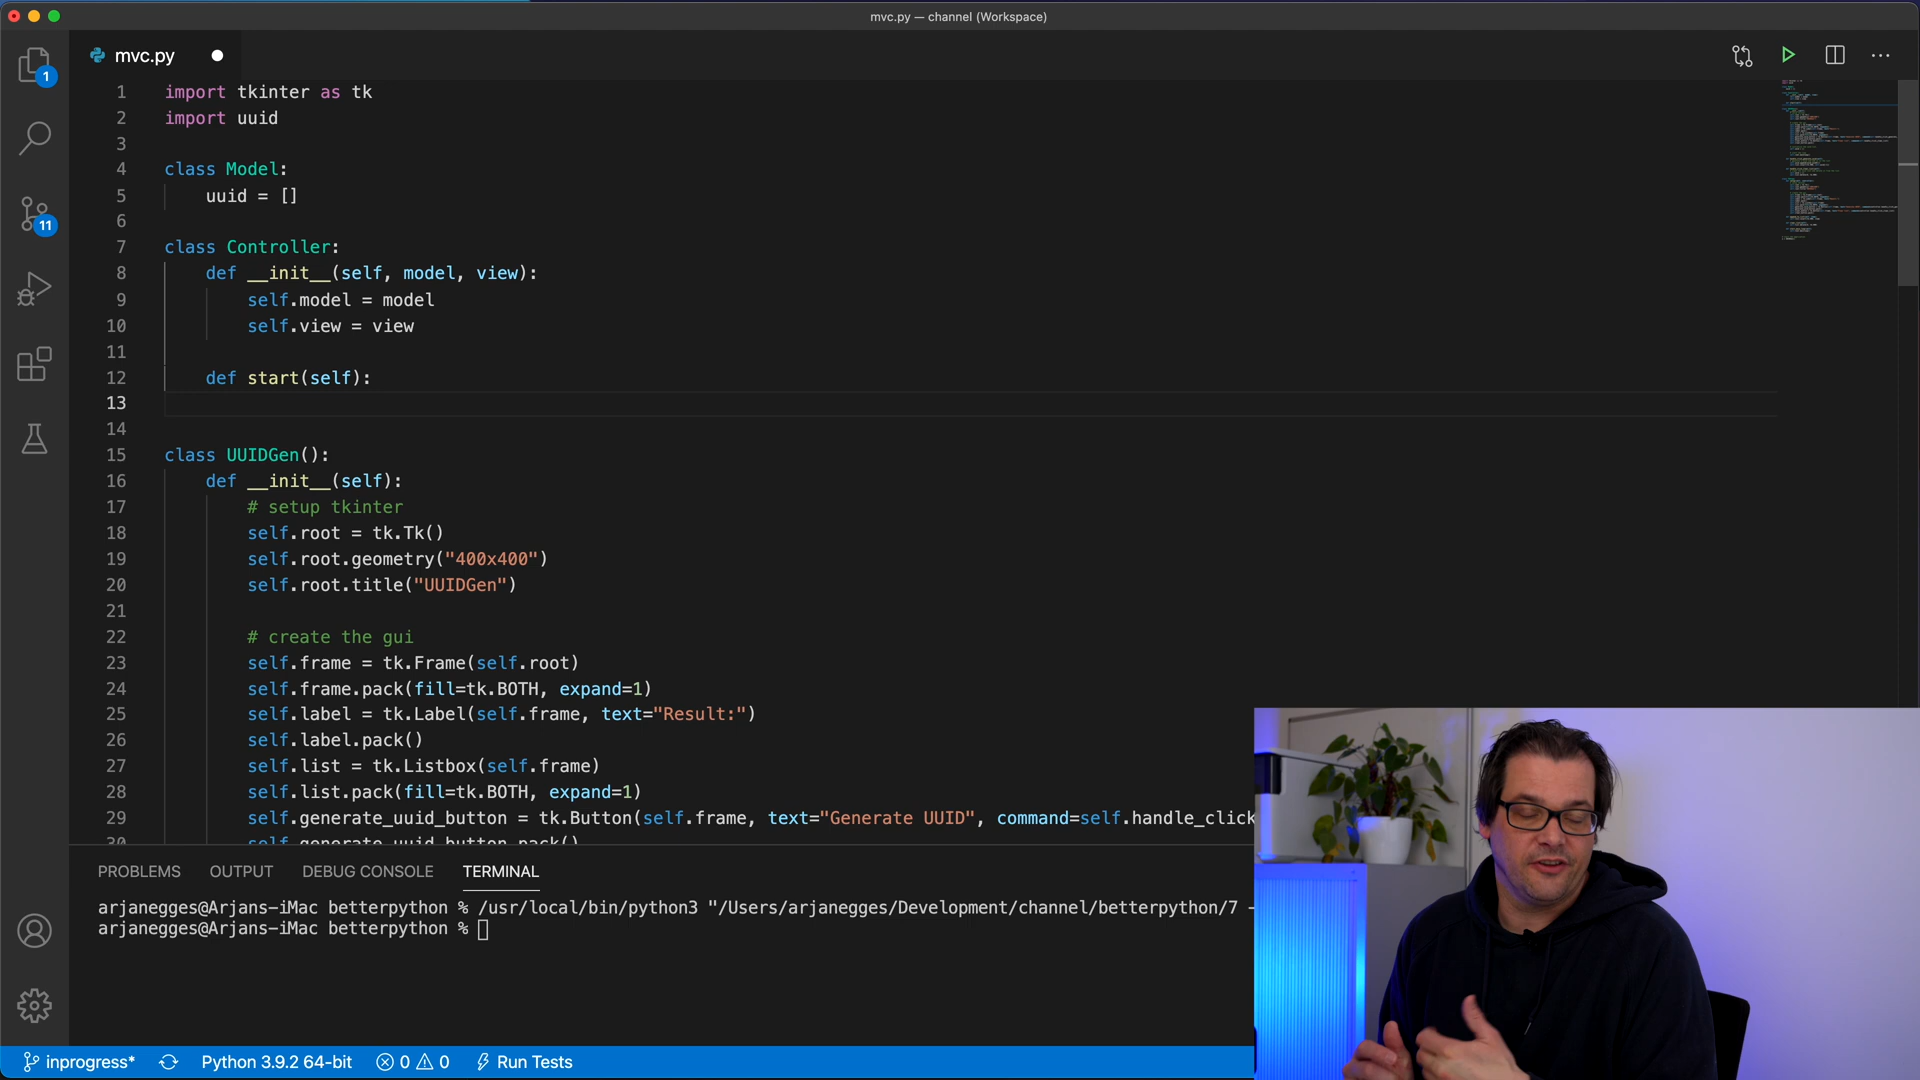 mvc.py — channel (Workspace)
mvc.py
1
11
1 import tkinter as tk
2 import uuid
3
4 class Model:
5 uuid = []
6
7 class Controller:
8 def __init__(self, model, view):
9 self.model = model
10 self.view = view
11
12 def start(self):
13
14
15 class UUIDGen():
16 def __init__(self):
17 # setup tkinter
18 self.root = tk.Tk()
19 self.root.geometry("400x400")
20 self.root.title("UUIDGen")
21
22 # create the gui
23 self.frame = tk.Frame(self.root)
24 self.frame.pack(fill=tk.BOTH, expand=1)
25 self.label = tk.Label(self.frame, text="Result:")
26 self.label.pack()
27 self.list = tk.Listbox(self.frame)
28 self.list.pack(fill=tk.BOTH, expand=1)
29 self.generate_uuid_button = tk.Button(self.frame, text="Generate UUID", command=self.handle_click
30 self.generate_uuid_button.pack()
PROBLEMS OUTPUT DEBUG CONSOLE TERMINAL
arjanegges@Arjans-iMac betterpython % /usr/local/bin/python3 "/Users/arjanegges/Development/channel/betterpython/7 -
arjanegges@Arjans-iMac betterpython %
inprogress* Python 3.9.2 64-bit 0 0 Run Tests